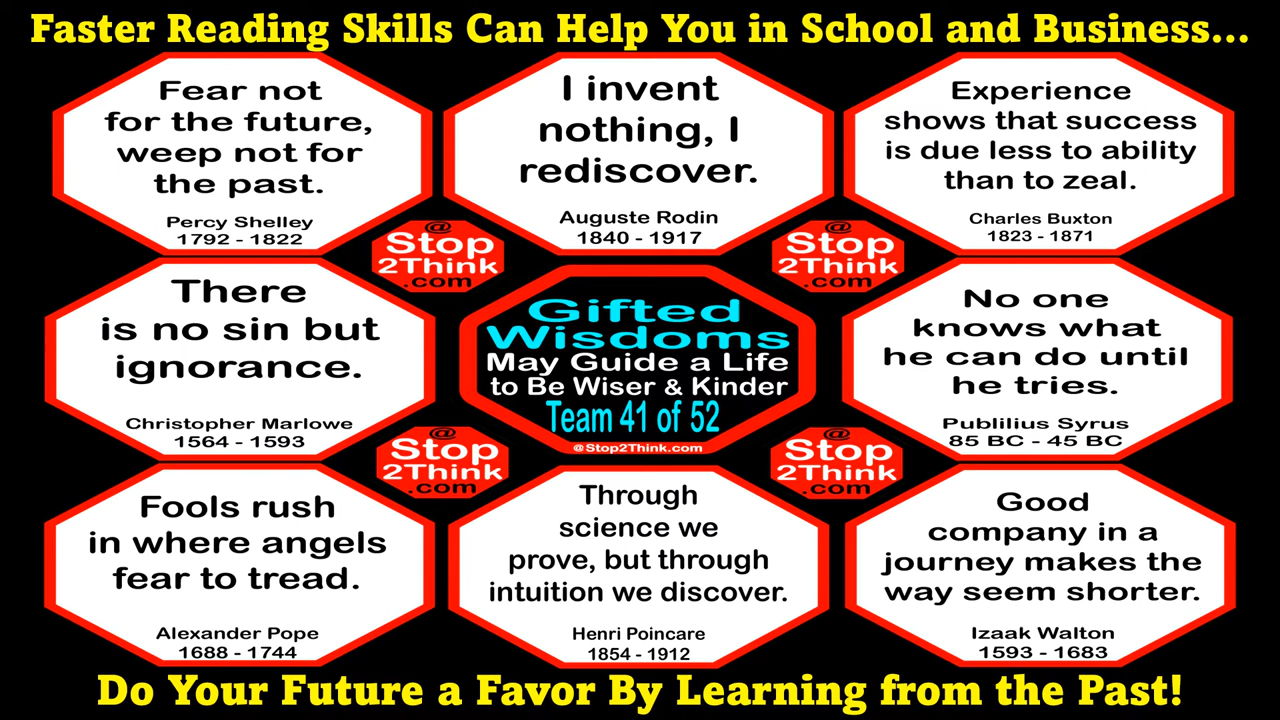 Faster Reading Skills Can Help You in School and Business...
Fear not
for the future,
weep not for
the past.
Percy Shelley
1792 - 1822
I invent
nothing, I
rediscover.
Auguste Rodin
1840 - 1917
Experience
shows that success
is due less to ability
than to zeal.
Charles Buxton
1823 - 1871
@
Stop
2Think
.com
@
Stop
2Think
.com
There
is no sin but
ignorance.
Christopher Marlowe
1564 - 1593
Gifted
Wisdoms
May Guide a Life
to Be Wiser & Kinder
Team 41 of 52
@Stop2Think.com
No one
knows what
he can do until
he tries.
Publilius Syrus
85 BC - 45 BC
@
Stop
2Think
.com
@
Stop
2Think
.com
Fools rush
in where angels
fear to tread.
Alexander Pope
1688 - 1744
Through
science we
prove, but through
intuition we discover.
Henri Poincare
1854 - 1912
Good
company in a
journey makes the
way seem shorter.
Izaak Walton
1593 - 1683
Do Your Future a Favor By Learning from the Past!